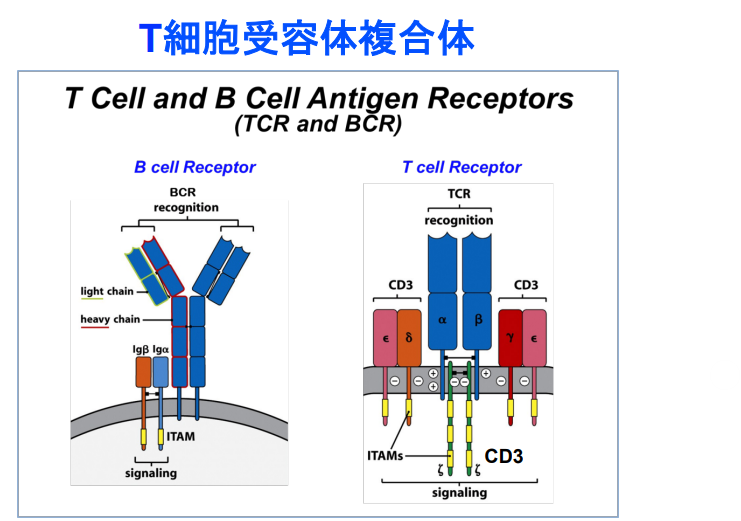 T細胞受容体複合体
T Cell and B Cell Antigen Receptors
(TCR and BCR)
B cell Receptor
BCR
recognition
light chain
heavy chain
Igβ Igα
ITAM
signaling
T cell Receptor
TCR
recognition
CD3
CD3
α
β
ϵ
δ
γ
ϵ
+
+
+
+
−
−
−
−
−
−
ITAMs
CD3
ζ
ζ
signaling